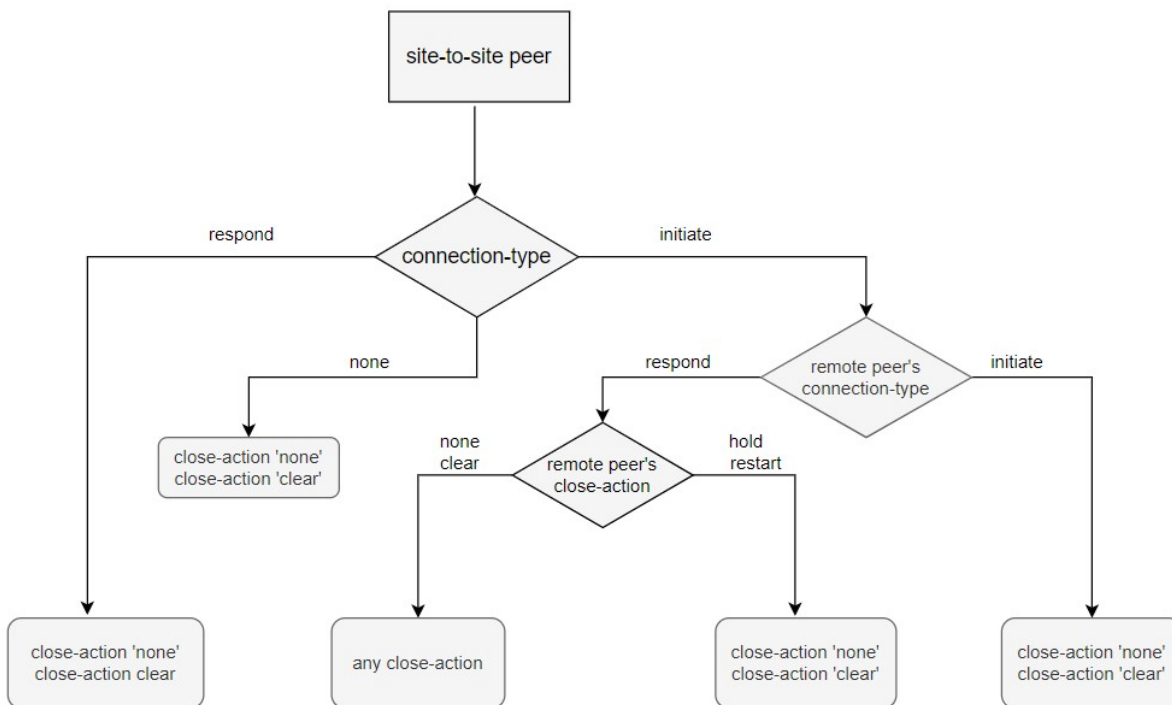 site-to-site peer
respond
connection-type
initiate
none
respond
remote peer's
connection-type
initiate
close-action 'none'
close-action 'clear'
none
clear
remote peer's
close-action
hold
restart
close-action 'none'
close-action clear
any close-action
close-action 'none'
close-action 'clear'
close-action 'none'
close-action 'clear'